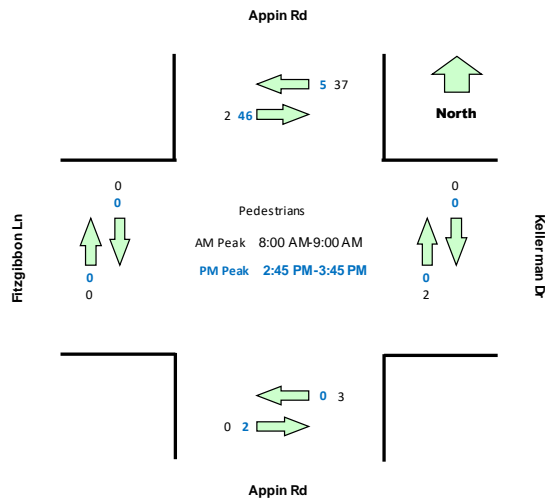 Appin Rd
5 37
2 46
North
0
0
0
0
Pedestrians
AM Peak 8:00 AM-9:00 AM
PM Peak 2:45 PM-3:45 PM
Fitzgibbon Ln
Kellerman Dr
0
0
0
2
0 3
0 2
Appin Rd